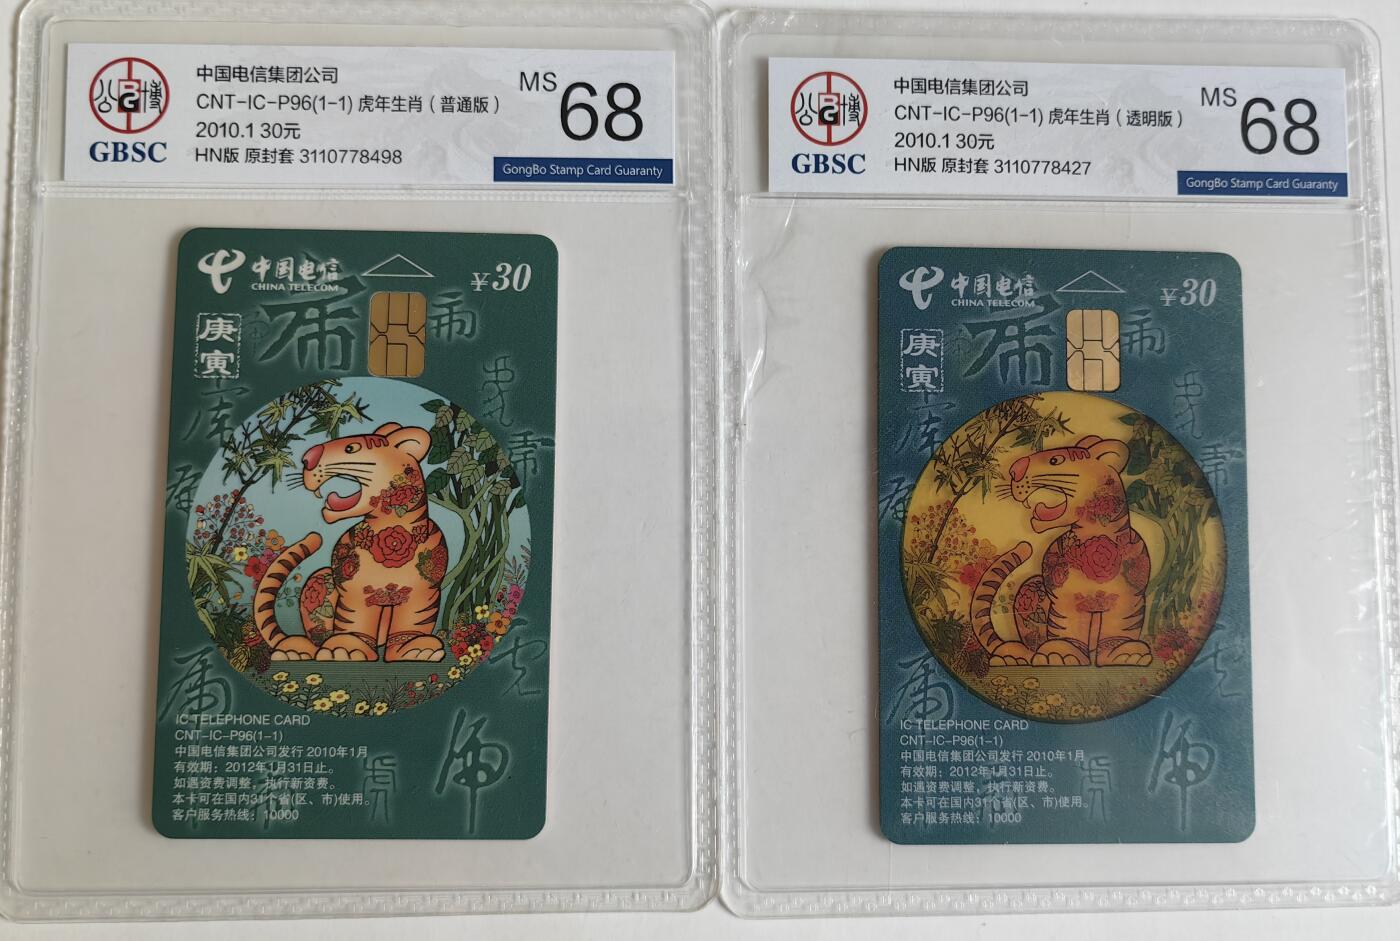 中国电信集团公司
CNT-IC-P96(1-1) 虎年生肖（普通版）
2010.1 30元
HN版 原封套 3110778498
MS 68
公 BG 博
GBSC
GongBo Stamp Card Guaranty
中国电信
CHINA TELECOM
¥30
庚寅
IC TELEPHONE CARD
CNT-IC-P96(1-1)
中国电信集团公司发行 2010年1月
有效期：2012年1月31日止。
如遇资费调整，执行新资费。
本卡可在国内31个省(区、市)使用。
客户服务热线：10000
中国电信集团公司
CNT-IC-P96(1-1) 虎年生肖（透明版）
2010.1 30元
HN版 原封套 3110778427
MS 68
公 BG 博
GBSC
GongBo Stamp Card Guaranty
中国电信
CHINA TELECOM
¥30
庚寅
IC TELEPHONE CARD
CNT-IC-P96(1-1)
中国电信集团公司发行 2010年1月
有效期：2012年1月31日止。
如遇资费调整，执行新资费。
本卡可在国内31个省(区、市)使用。
客户服务热线：10000